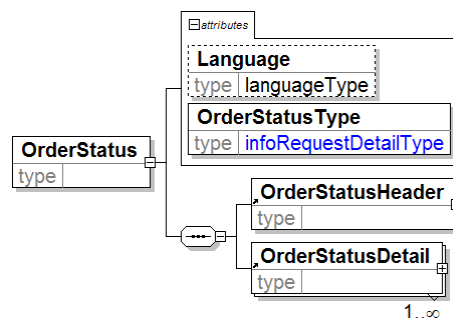 attributes
Language
type languageType
OrderStatusType
type infoRequestDetailType
OrderStatus
type
OrderStatusHeader
type
OrderStatusDetail
type
1..∞